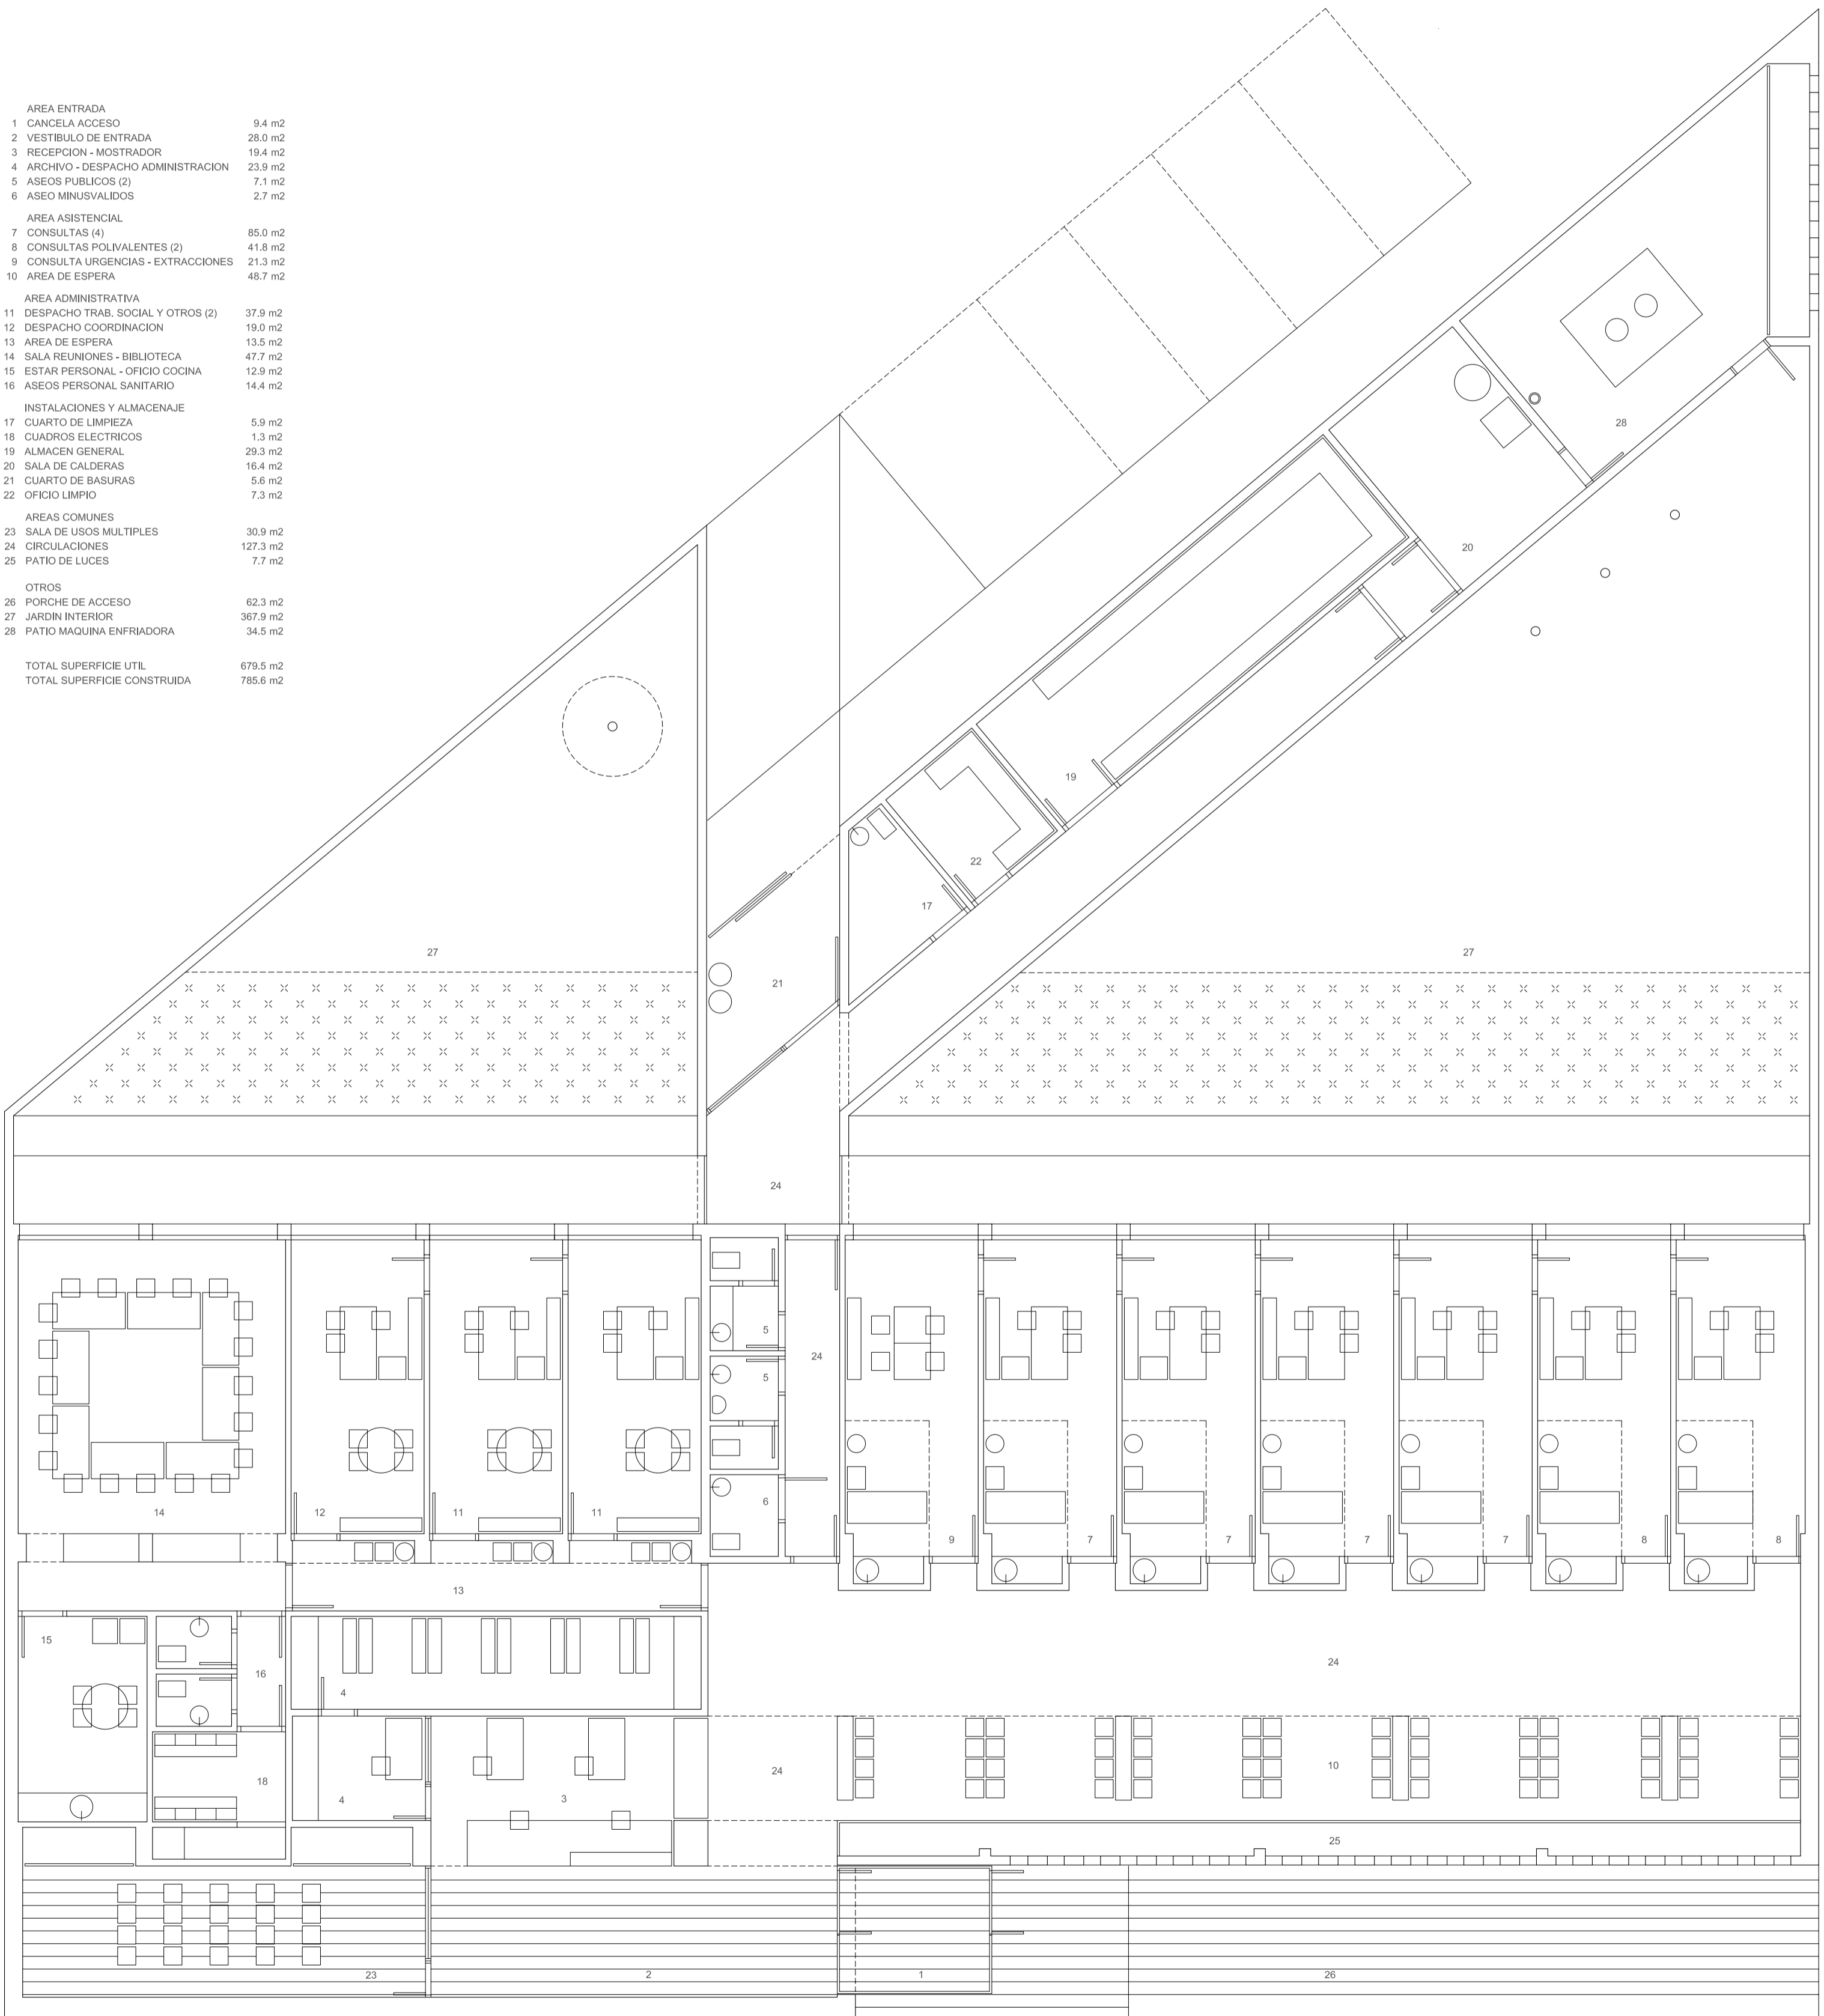 AREA ENTRADA
1 CANCELA ACCESO 9.4 m2
2 VESTIBULO DE ENTRADA 28.0 m2
3 RECEPCION - MOSTRADOR 19.4 m2
4 ARCHIVO - DESPACHO ADMINISTRACION 23.9 m2
5 ASEOS PUBLICOS (2) 7.1 m2
6 ASEO MINUSVALIDOS 2.7 m2
AREA ASISTENCIAL
7 CONSULTAS (4) 85.0 m2
8 CONSULTAS POLIVALENTES (2) 41.8 m2
9 CONSULTA URGENCIAS - EXTRACCIONES 21.3 m2
10 AREA DE ESPERA 48.7 m2
AREA ADMINISTRATIVA
11 DESPACHO TRAB. SOCIAL Y OTROS (2) 37.9 m2
12 DESPACHO COORDINACION 19.0 m2
13 AREA DE ESPERA 13.5 m2
14 SALA REUNIONES - BIBLIOTECA 47.7 m2
15 ESTAR PERSONAL - OFICIO COCINA 12.9 m2
16 ASEOS PERSONAL SANITARIO 14.4 m2
INSTALACIONES Y ALMACENAJE
17 CUARTO DE LIMPIEZA 5.9 m2
18 CUADROS ELECTRICOS 1.3 m2
19 ALMACEN GENERAL 29.3 m2
20 SALA DE CALDERAS 16.4 m2
21 CUARTO DE BASURAS 5.6 m2
22 OFICIO LIMPIO 7.3 m2
AREAS COMUNES
23 SALA DE USOS MULTIPLES 30.9 m2
24 CIRCULACIONES 127.3 m2
25 PATIO DE LUCES 7.7 m2
OTROS
26 PORCHE DE ACCESO 62.3 m2
27 JARDIN INTERIOR 367.9 m2
28 PATIO MAQUINA ENFRIADORA 34.5 m2
TOTAL SUPERFICIE UTIL 679.5 m2
TOTAL SUPERFICIE CONSTRUIDA 785.6 m2
28
20
19
22
17
27
27
21
24
5
24
5
6
14
12
11
11
9
7
7
7
7
8
8
13
15
16
4
24
18
4
3
24
10
25
23
2
1
26